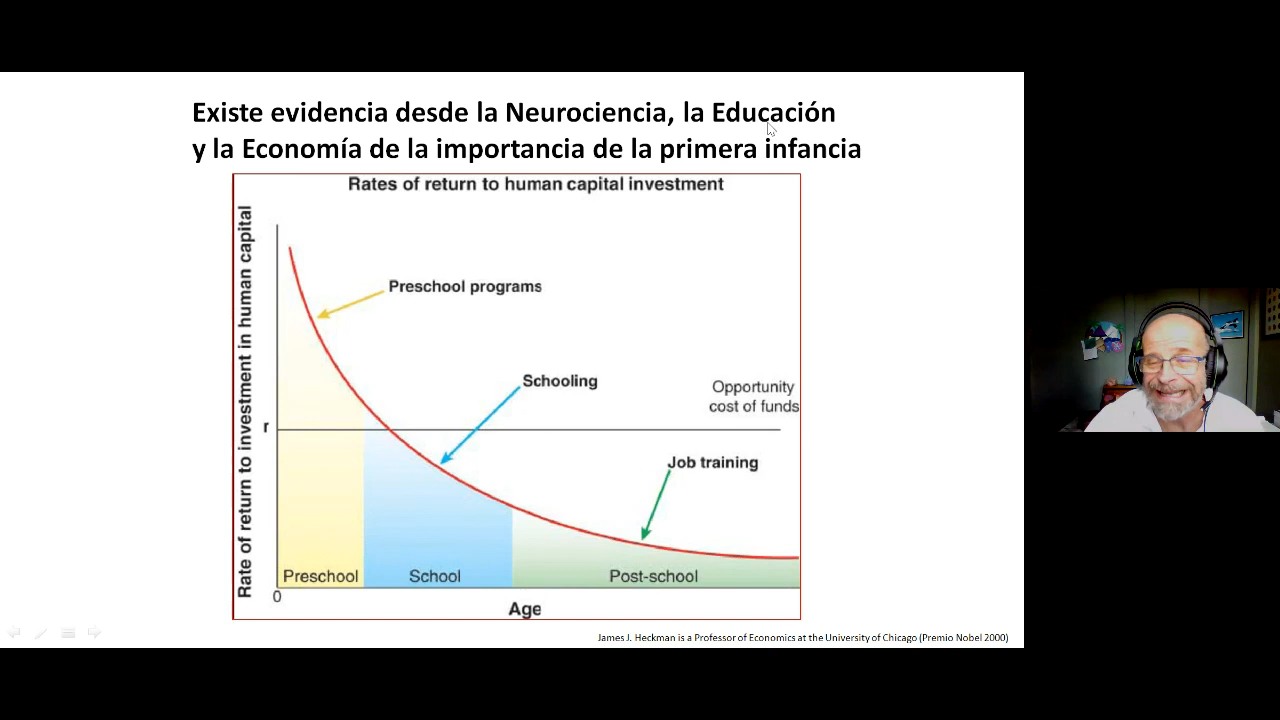 Existe evidencia desde la Neurociencia, la Educación
y la Economía de la importancia de la primera infancia
Rates of return to human capital investment
Rate of return to investment in human capital
Preschool programs
Schooling
Opportunity
cost of funds
r
Job training
Preschool
School
Post-school
0
Age
James J. Heckman is a Professor of Economics at the University of Chicago (Premio Nobel 2000)